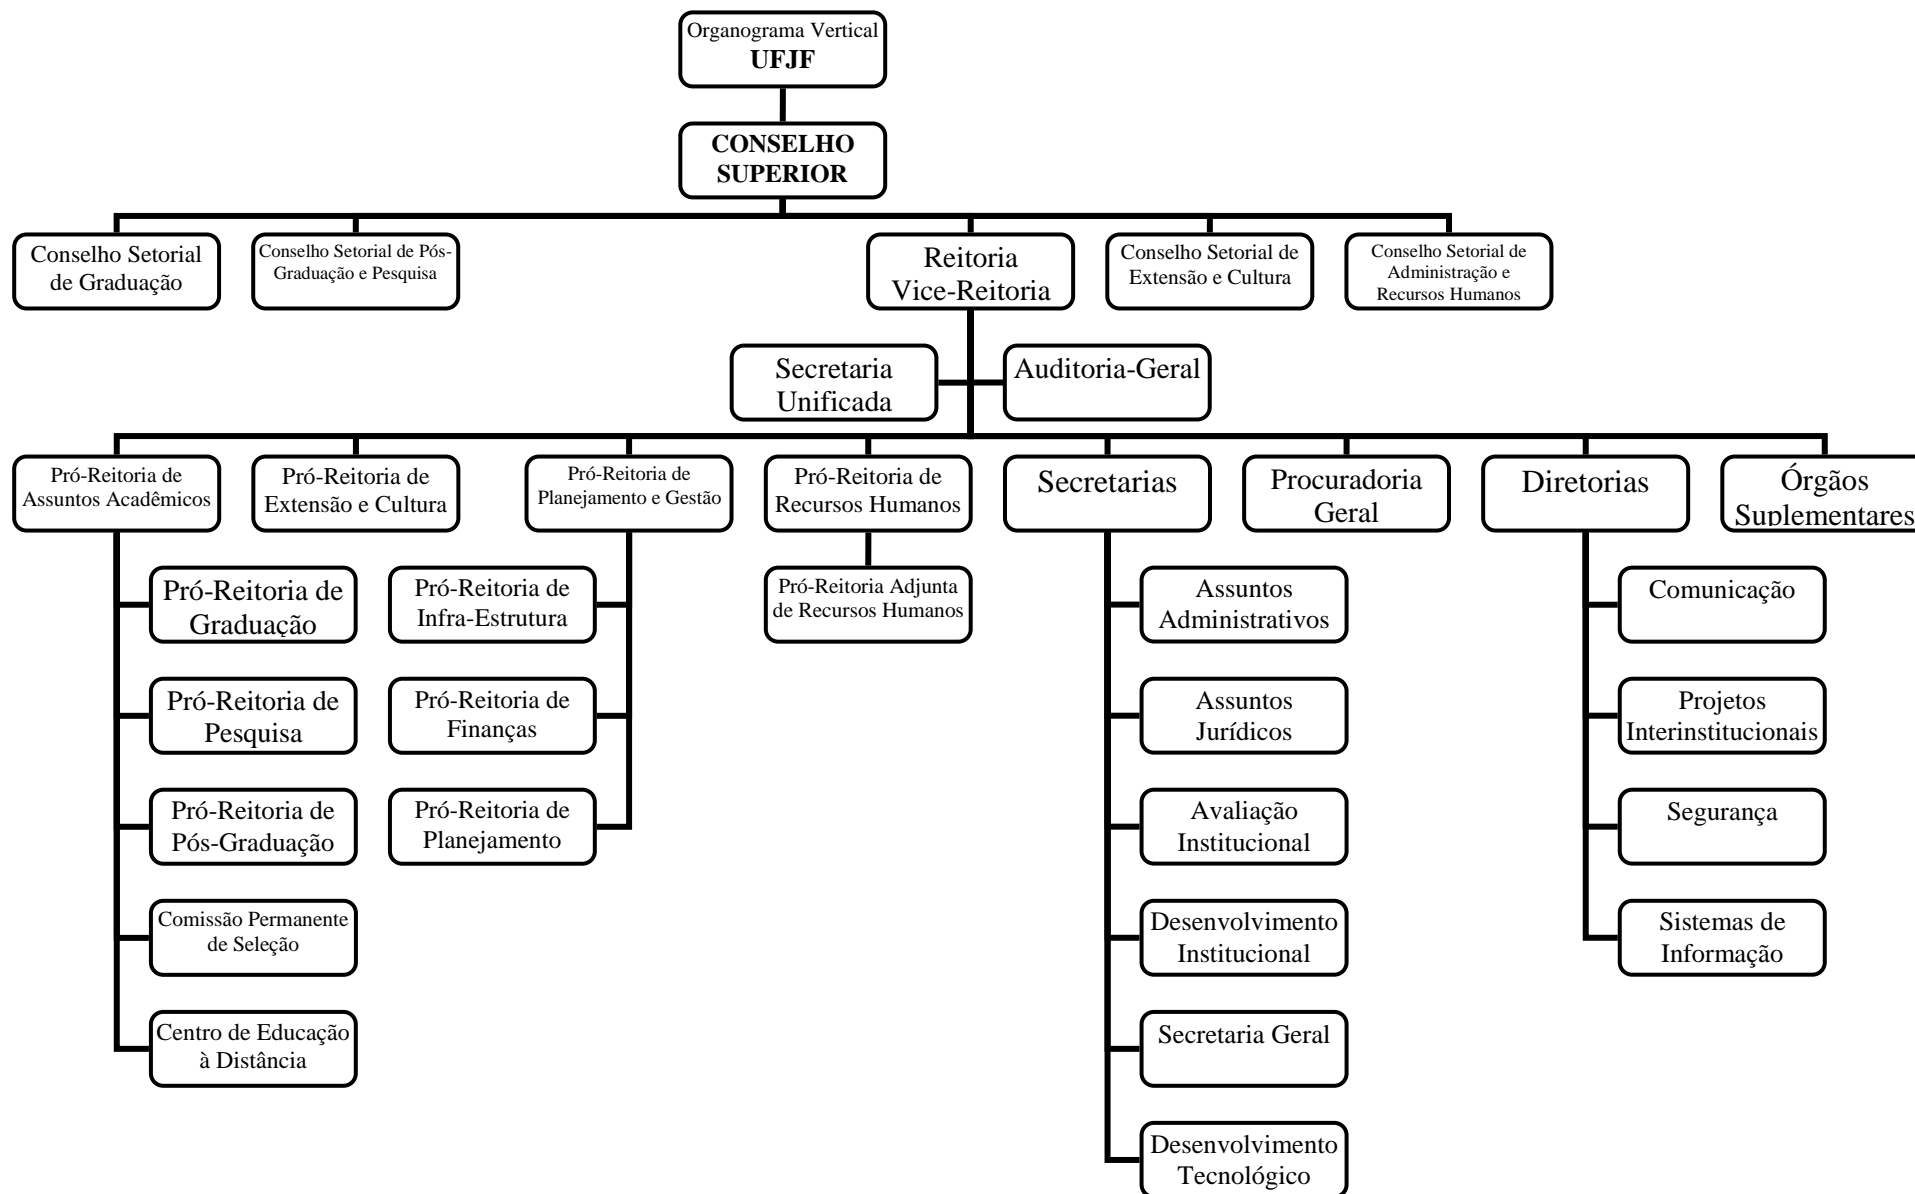 Organograma Vertical
UFJF
CONSELHO
SUPERIOR
Conselho Setorial
de Graduação
Conselho Setorial de Pós-
Graduação e Pesquisa
Reitoria
Vice-Reitoria
Conselho Setorial de
Extensão e Cultura
Conselho Setorial de
Administração e
Recursos Humanos
Secretaria
Unificada
Auditoria-Geral
Pró-Reitoria de
Assuntos Acadêmicos
Pró-Reitoria de
Extensão e Cultura
Pró-Reitoria de
Planejamento e Gestão
Pró-Reitoria de
Recursos Humanos
Secretarias
Procuradoria
Geral
Diretorias
Órgãos
Suplementares
Pró-Reitoria de
Graduação
Pró-Reitoria de
Pesquisa
Pró-Reitoria de
Pós-Graduação
Comissão Permanente
de Seleção
Centro de Educação
à Distância
Pró-Reitoria de
Infra-Estrutura
Pró-Reitoria de
Finanças
Pró-Reitoria de
Planejamento
Pró-Reitoria Adjunta
de Recursos Humanos
Assuntos
Administrativos
Assuntos
Jurídicos
Avaliação
Institucional
Desenvolvimento
Institucional
Secretaria Geral
Desenvolvimento
Tecnológico
Comunicação
Projetos
Interinstitucionais
Segurança
Sistemas de
Informação